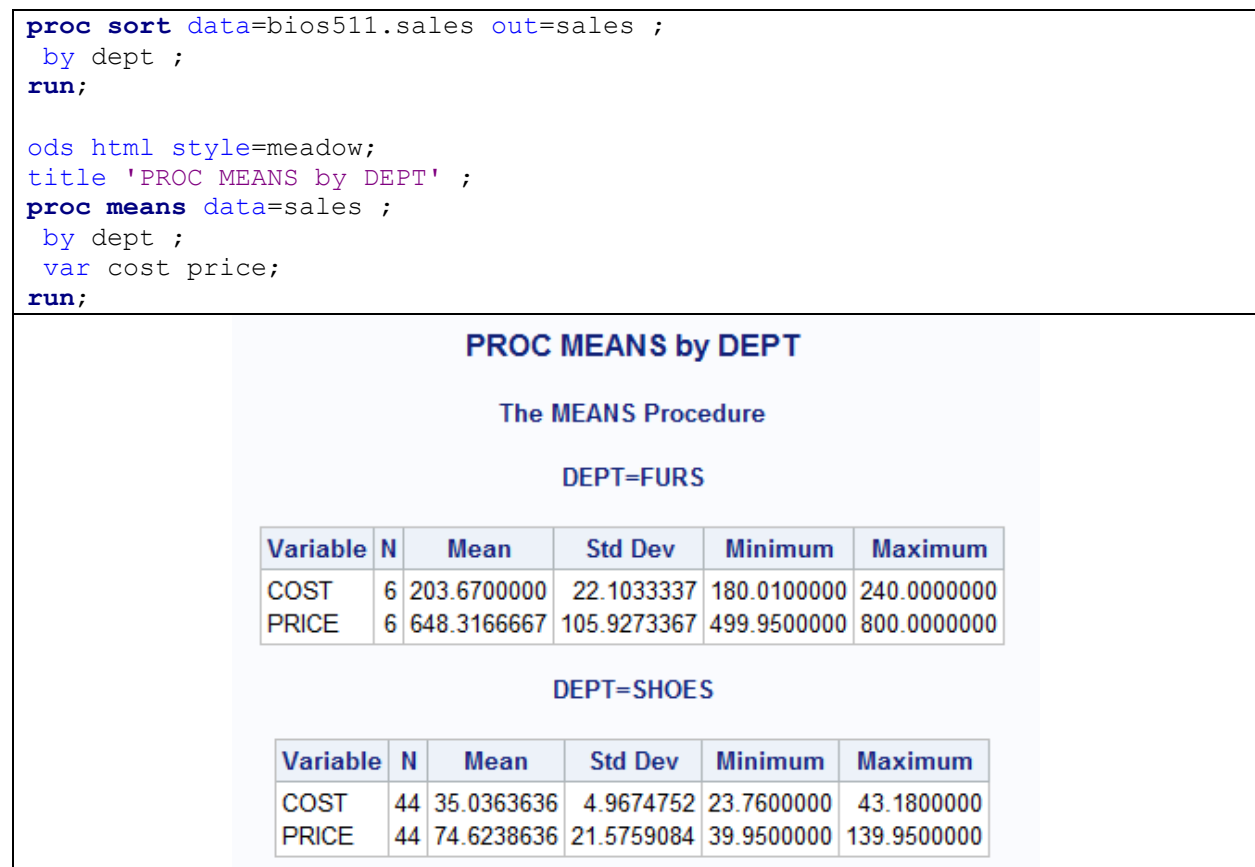 proc sort data=bios511.sales out=sales ;
by dept ;
run;
ods html style=meadow;
title 'PROC MEANS by DEPT' ;
proc means data=sales ;
by dept ;
var cost price;
run;
PROC MEANS by DEPT
The MEANS Procedure
DEPT=FURS
Variable N Mean Std Dev Minimum Maximum
COST 6 203.6700000 22.1033337 180.0100000 240.0000000
PRICE 6 648.3166667 105.9273367 499.9500000 800.0000000
DEPT=SHOES
Variable N Mean Std Dev Minimum Maximum
COST 44 35.0363636 4.9674752 23.7600000 43.1800000
PRICE 44 74.6238636 21.5759084 39.9500000 139.9500000